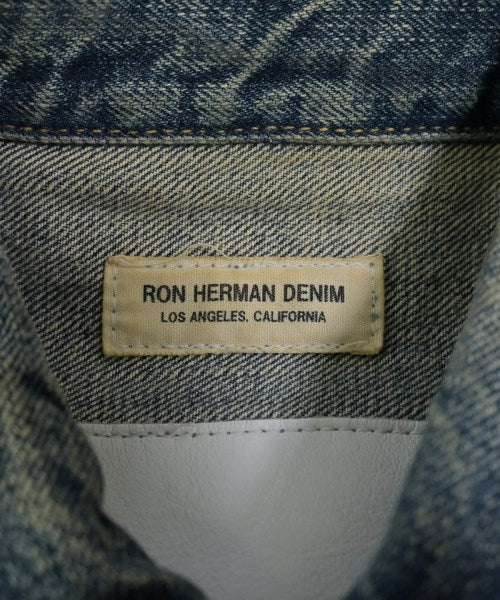 RON HERMAN DENIM
LOS ANGELES, CALIFORNIA